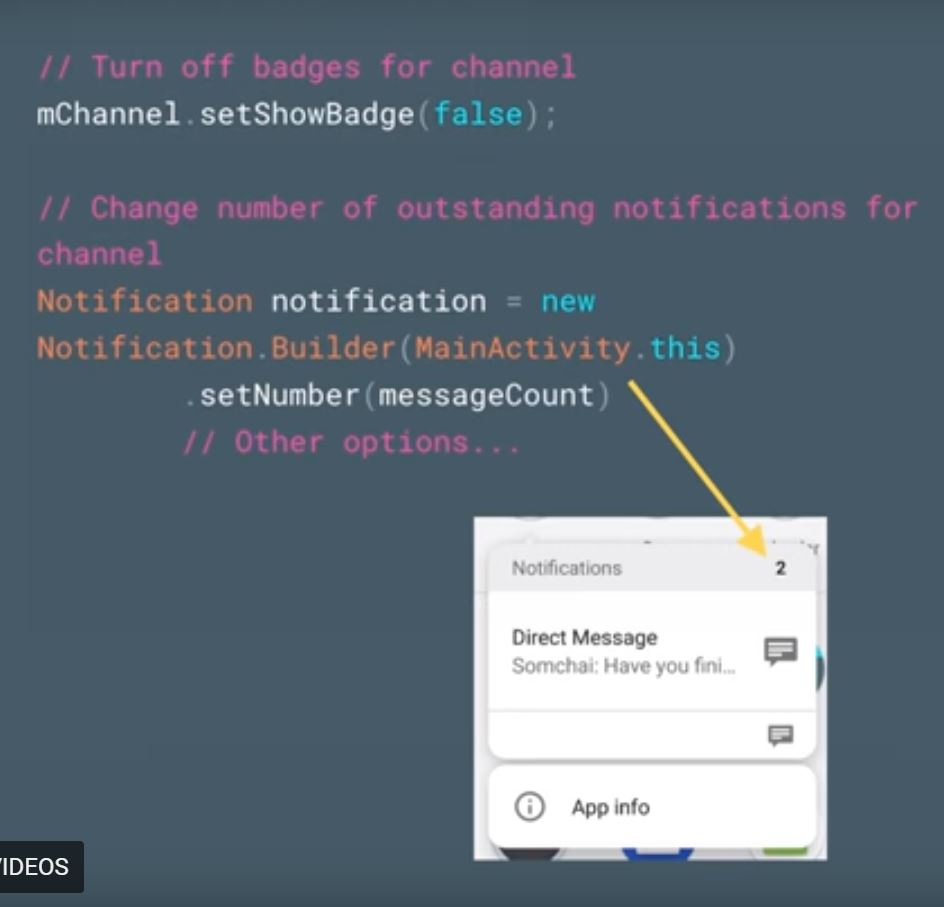 // Turn off badges for channel
mChannel.setShowBadge(false);
// Change number of outstanding notifications for
channel
Notification notification = new
Notification.Builder(MainActivity.this)
.setNumber(messageCount)
// Other options...
Notifications 2
Direct Message
Somchai: Have you fini...
App info
VIDEOS